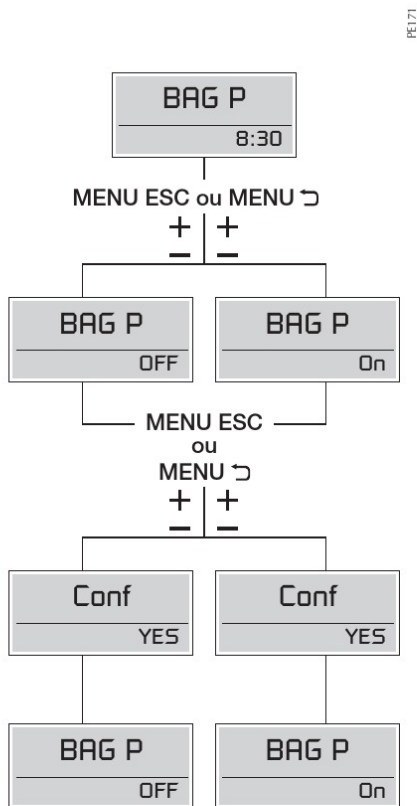 PE171
BAG P
8:30
MENU ESC ou MENU ⮌
+ +
− −
BAG P
OFF
BAG P
On
MENU ESC
ou
MENU ⮌
+ +
− −
Conf
YES
Conf
YES
BAG P
OFF
BAG P
On